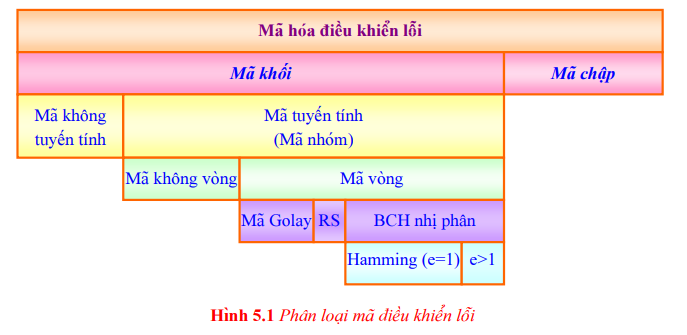 Mã hóa điều khiển lỗi
Mã khối
Mã chập
Mã không
tuyến tính
Mã tuyến tính
(Mã nhóm)
Mã không vòng
Mã vòng
Mã Golay
RS
BCH nhị phân
Hamming (e=1)
e>1
Hình 5.1 Phân loại mã điều khiển lỗi